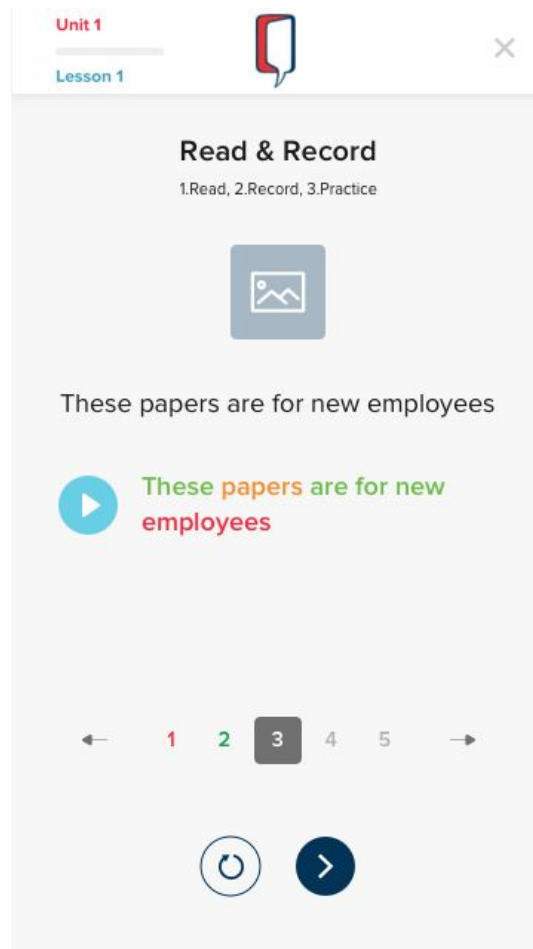 Unit 1
Lesson 1
Read & Record
1.Read, 2.Record, 3.Practice
These papers are for new employees
These papers are for new
employees
1 2 3 4 5